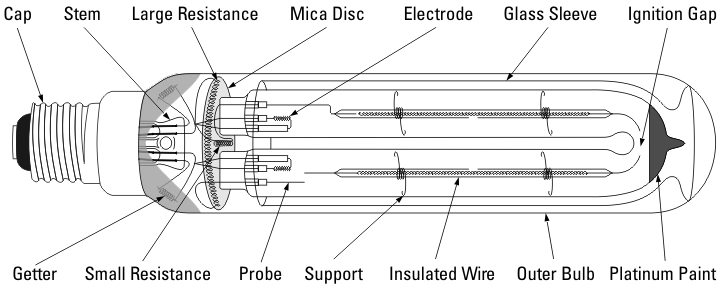 Cap Stem Large Resistance Mica Disc Electrode Glass Sleeve Ignition Gap
Getter Small Resistance Probe Support Insulated Wire Outer Bulb Platinum Paint